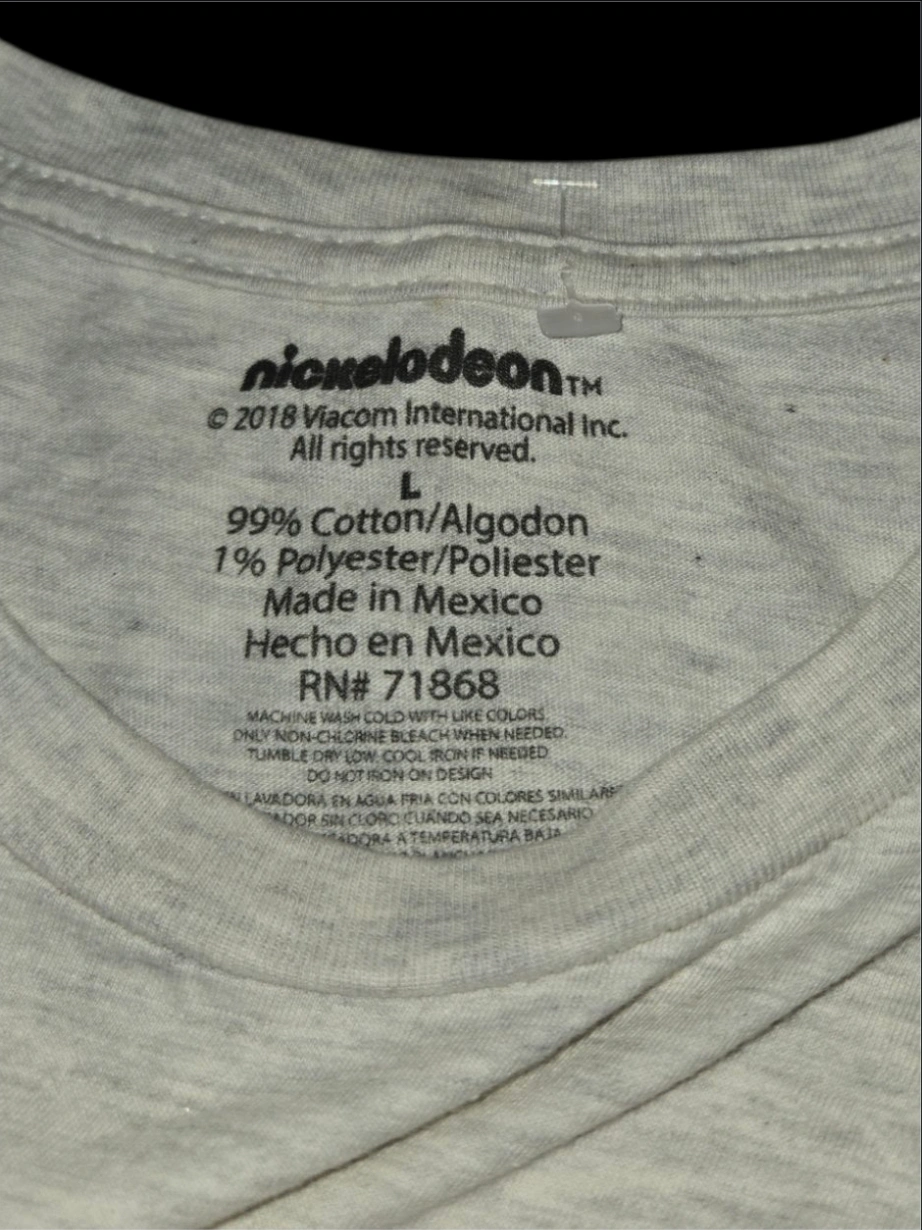 nickelodeon™
© 2018 Viacom International Inc.
All rights reserved.
L
99% Cotton/Algodon
1% Polyester/Poliester
Made in Mexico
Hecho en Mexico
RN# 71868
MACHINE WASH COLD WITH LIKE COLORS.
ONLY NON-CHLORINE BLEACH WHEN NEEDED.
TUMBLE DRY LOW. COOL IRON IF NEEDED.
DO NOT IRON ON DESIGN
LAVADORA EN AGUA FRIA CON COLORES
SIN CLORO CUANDO SEA NECESARIO
A TEMPERATURA BAJA